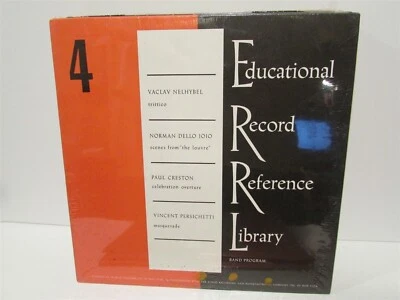 4
VACLAV NELHYBEL
trittico
NORMAN DELLO JOIO
scenes from "the louvre"
PAUL CRESTON
celebration overture
VINCENT PERSICHETTI
masquerade
Educational
Record
Reference
Library
BAND PROGRAM